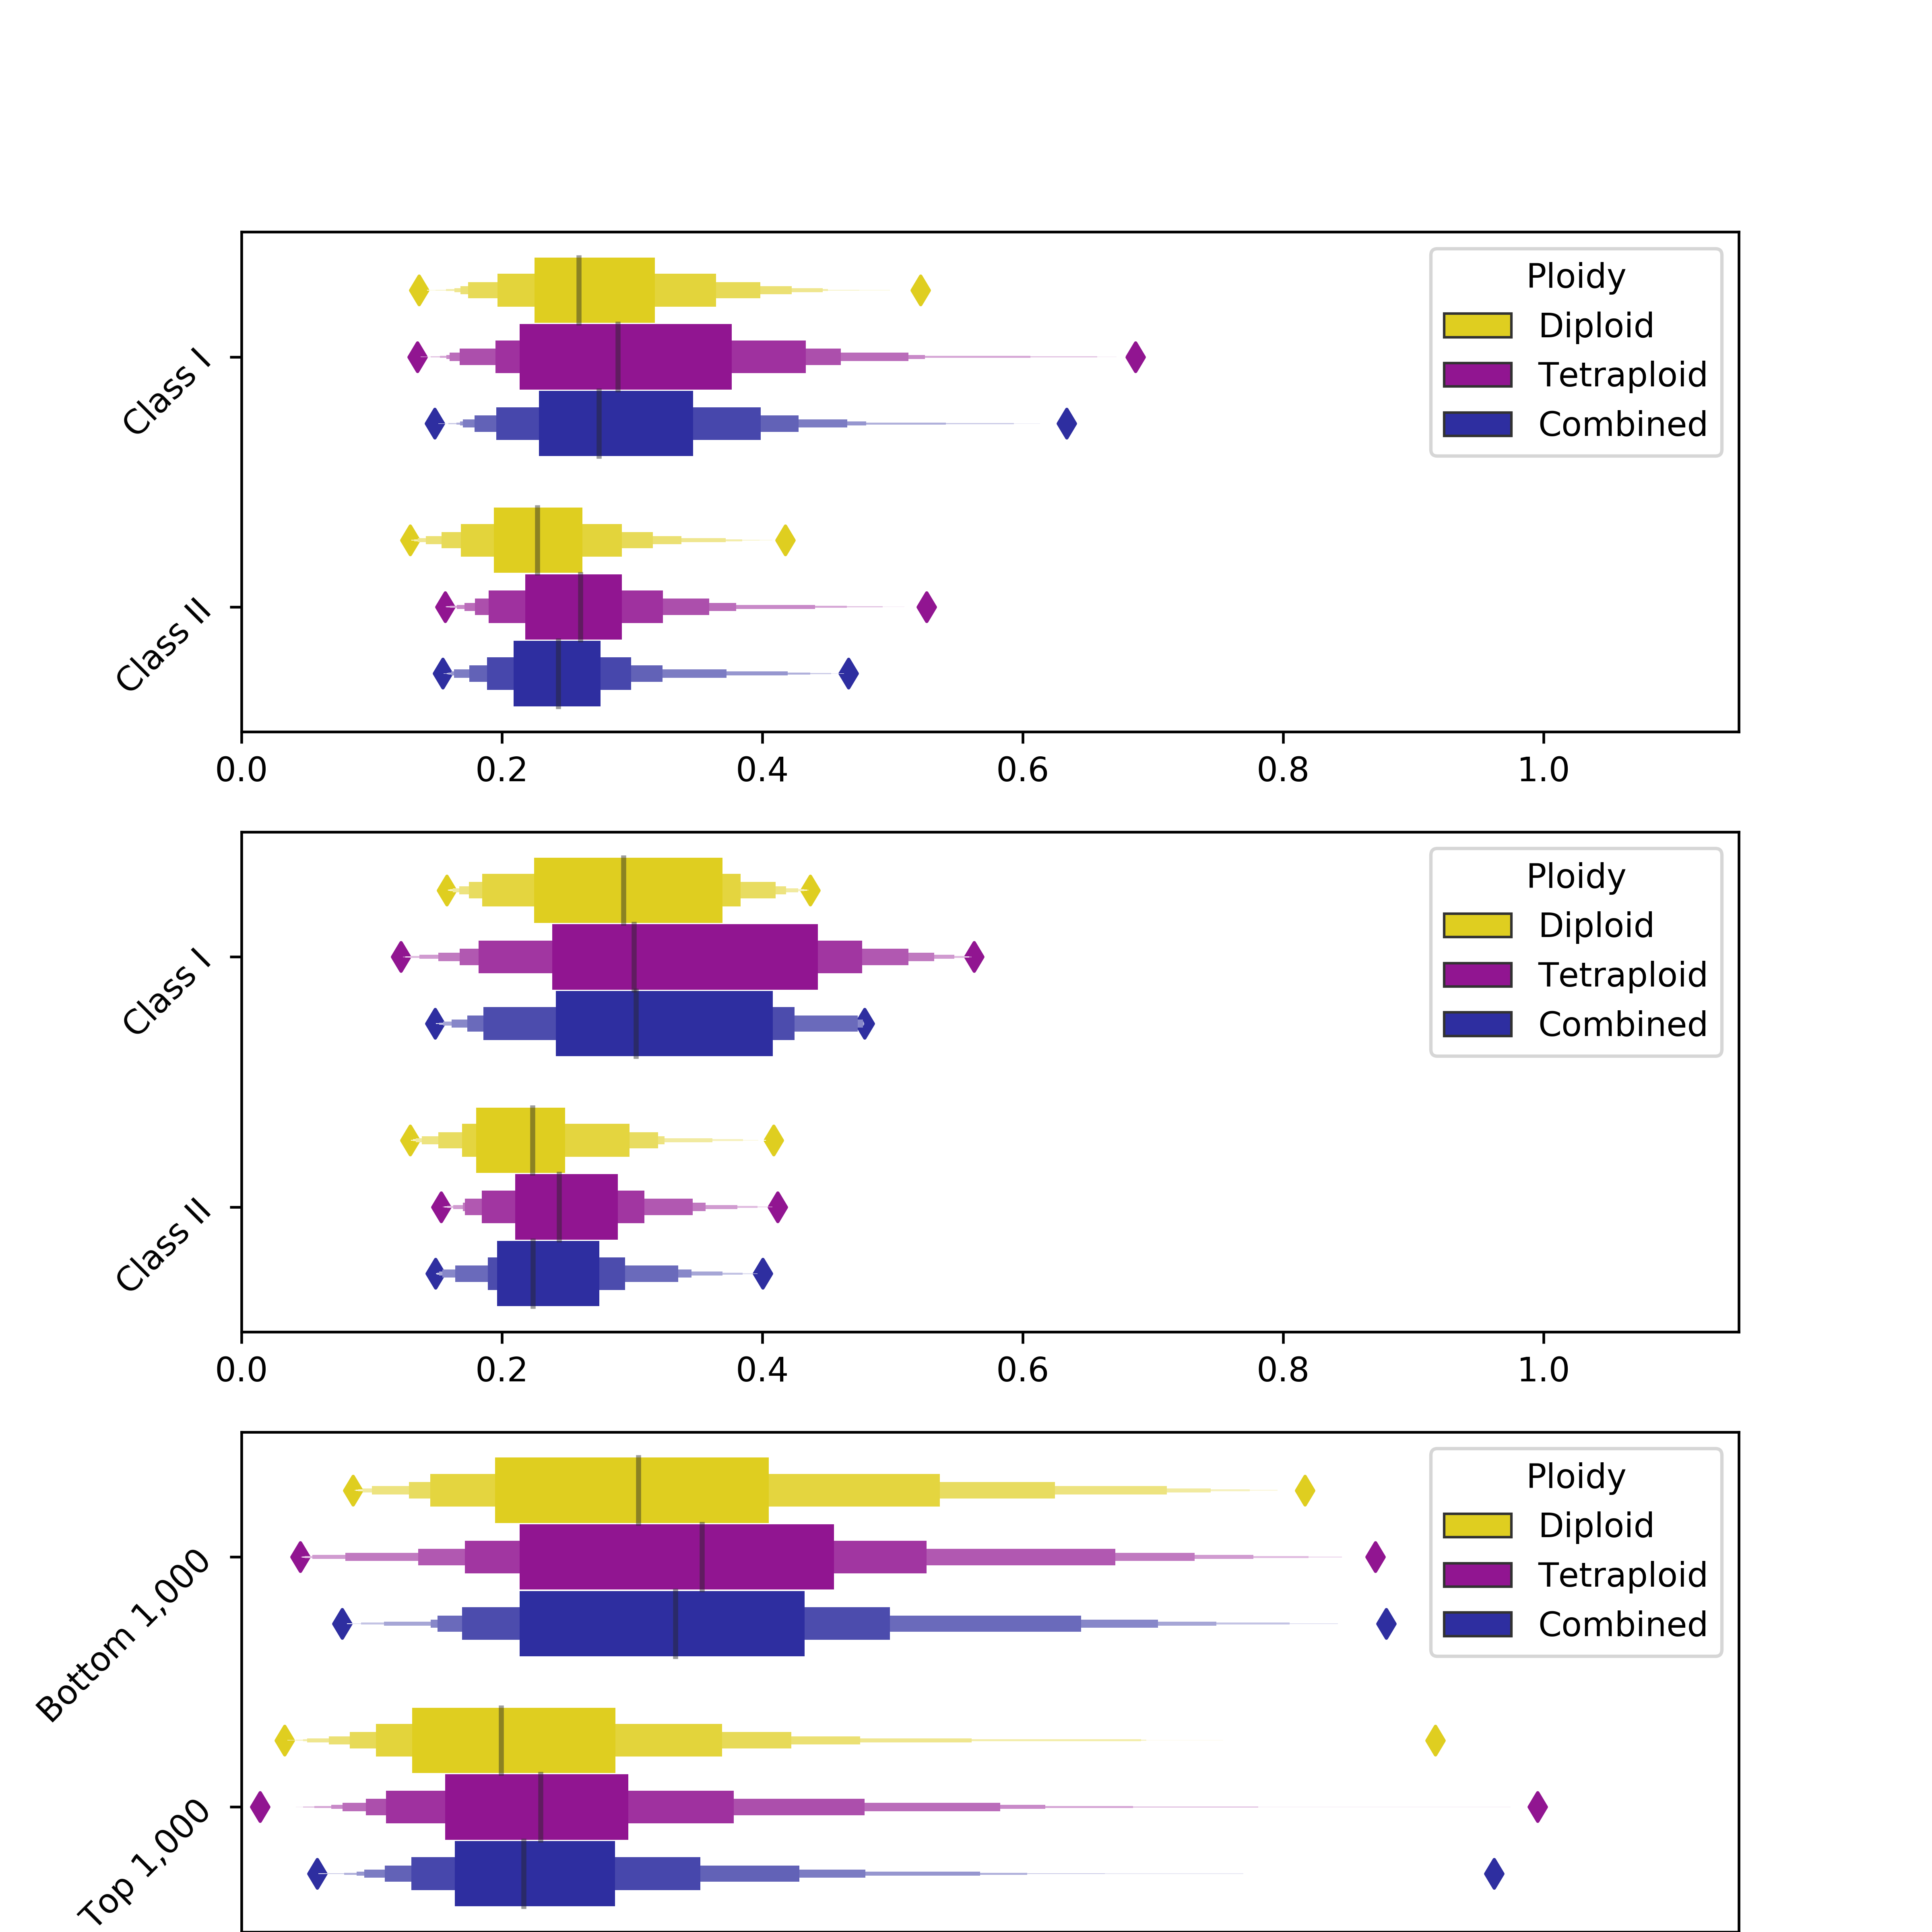 Ploidy
Diploid
Tetraploid
Combined
Class I
Class II
0.0 0.2 0.4 0.6 0.8 1.0
Ploidy
Diploid
Tetraploid
Combined
Class I
Class II
0.0 0.2 0.4 0.6 0.8 1.0
Ploidy
Diploid
Tetraploid
Combined
Bottom 1,000
Top 1,000